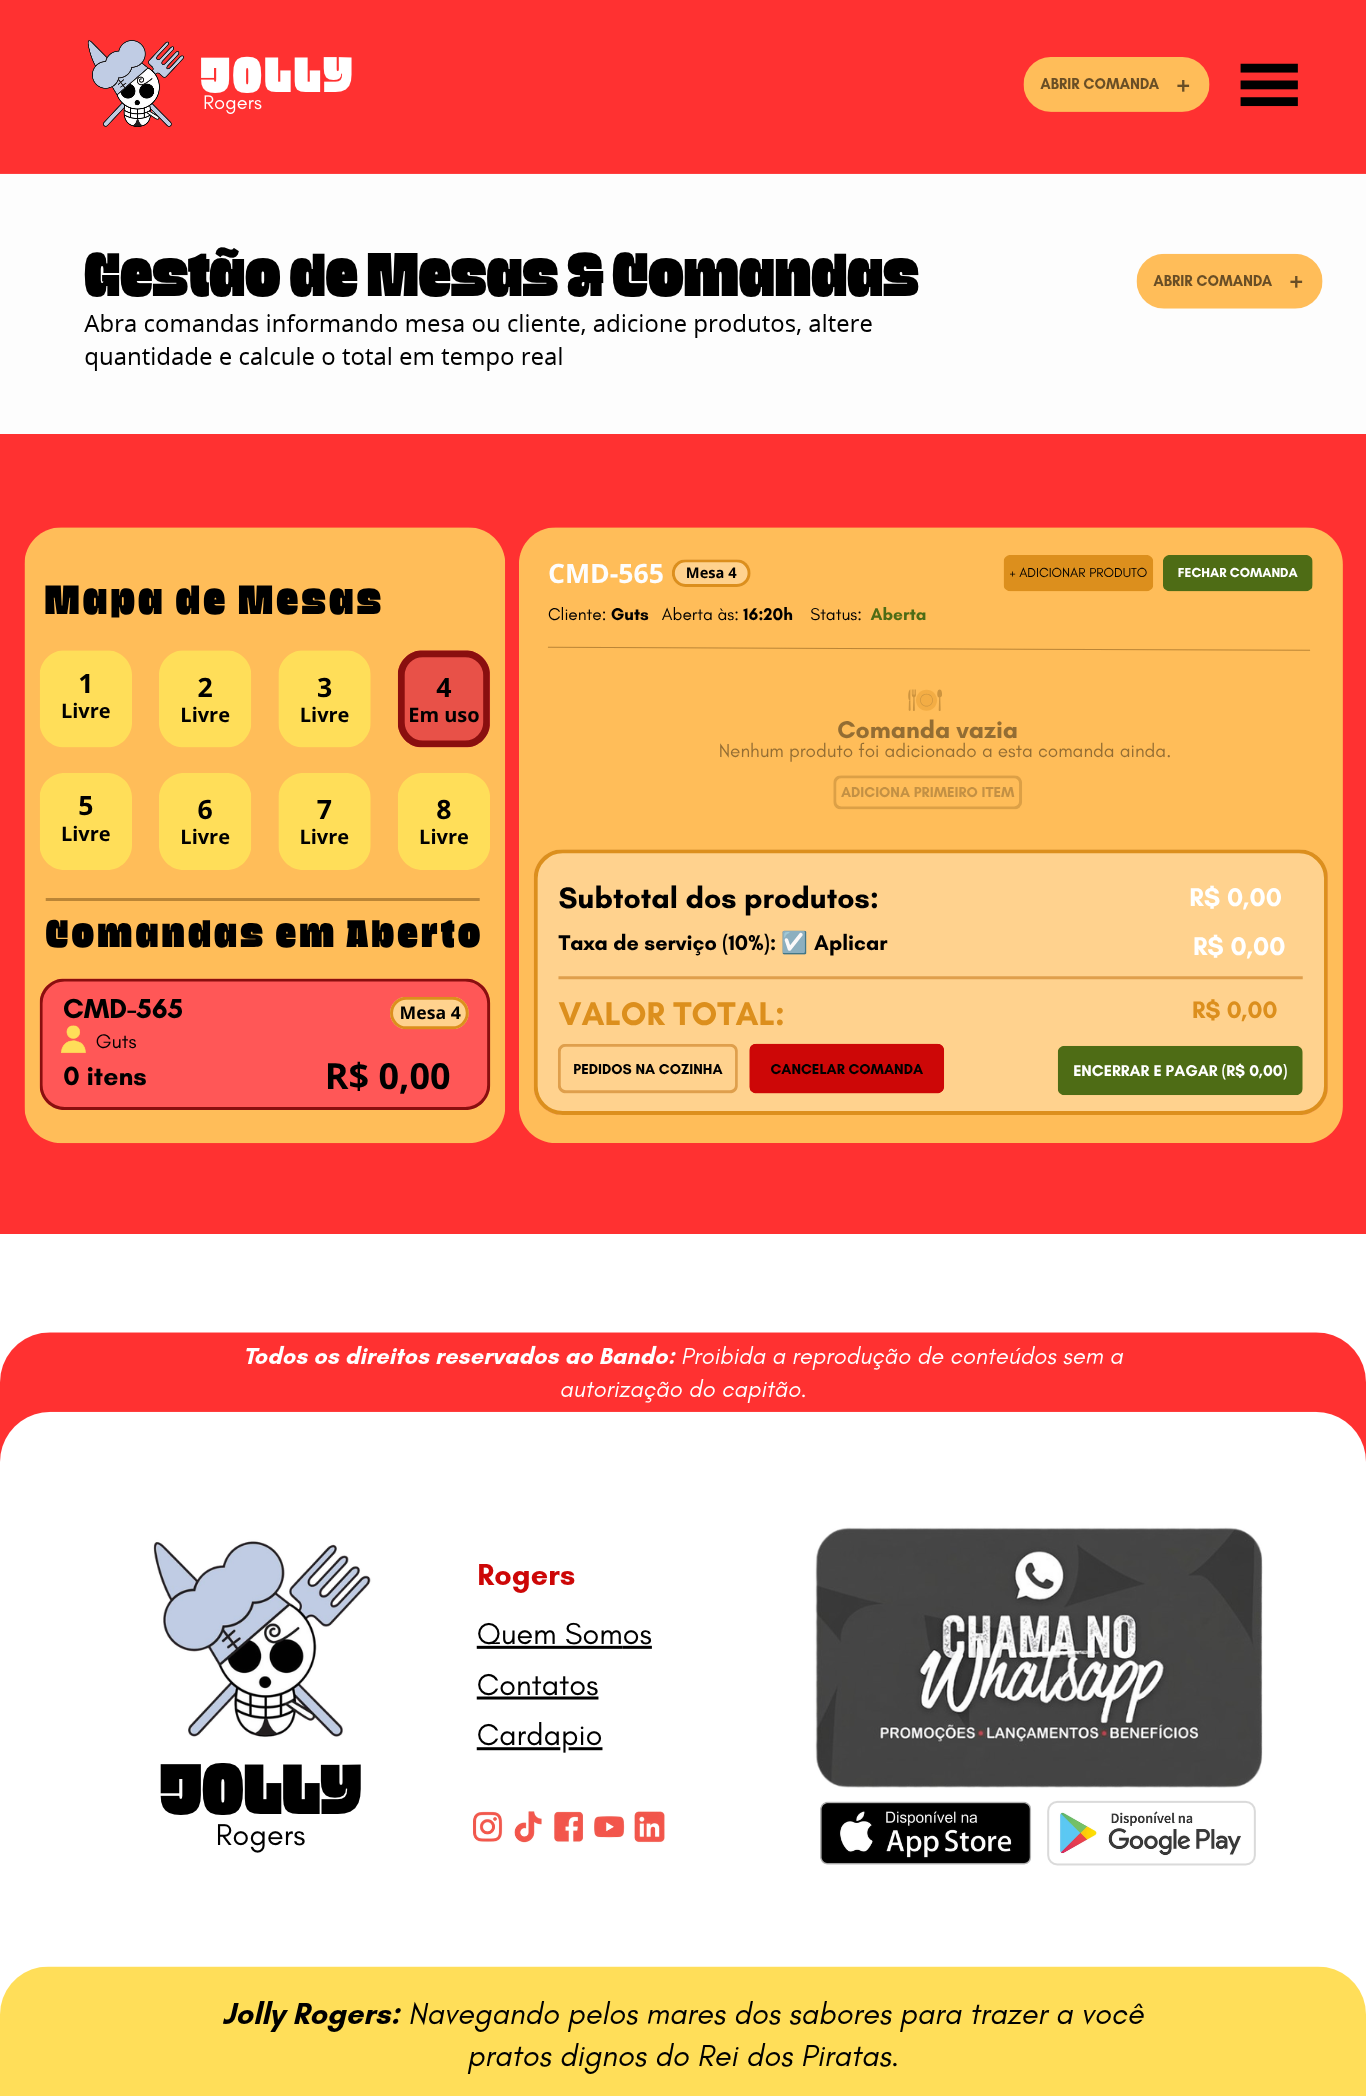 JOLLY
Rogers
ABRIR COMANDA +
Gestão de Mesas & Comandas
Abra comandas informando mesa ou cliente, adicione produtos, altere
quantidade e calcule o total em tempo real
ABRIR COMANDA +
Mapa de Mesas
1
Livre
2
Livre
3
Livre
4
Em uso
5
Livre
6
Livre
7
Livre
8
Livre
Comandas em Aberto
CMD-565
Mesa 4
Guts
0 itens
R$ 0,00
CMD-565
Mesa 4
+ ADICIONAR PRODUTO
FECHAR COMANDA
Cliente: Guts Aberta às: 16:20h Status: Aberta
Comanda vazia
Nenhum produto foi adicionado a esta comanda ainda.
ADICIONA PRIMEIRO ITEM
Subtotal dos produtos:
R$ 0,00
Taxa de serviço (10%): ☑ Aplicar
R$ 0,00
VALOR TOTAL:
R$ 0,00
PEDIDOS NA COZINHA
CANCELAR COMANDA
ENCERRAR E PAGAR (R$ 0,00)
Todos os direitos reservados ao Bando: Proibida a reprodução de conteúdos sem a
autorização do capitão.
JOLLY
Rogers
Rogers
Quem Somos
Contatos
Cardapio
CHAMA NO
Whatsapp
PROMOÇÕES • LANÇAMENTOS • BENEFÍCIOS
Disponível na
App Store
Disponível na
Google Play
Jolly Rogers: Navegando pelos mares dos sabores para trazer a você
pratos dignos do Rei dos Piratas.